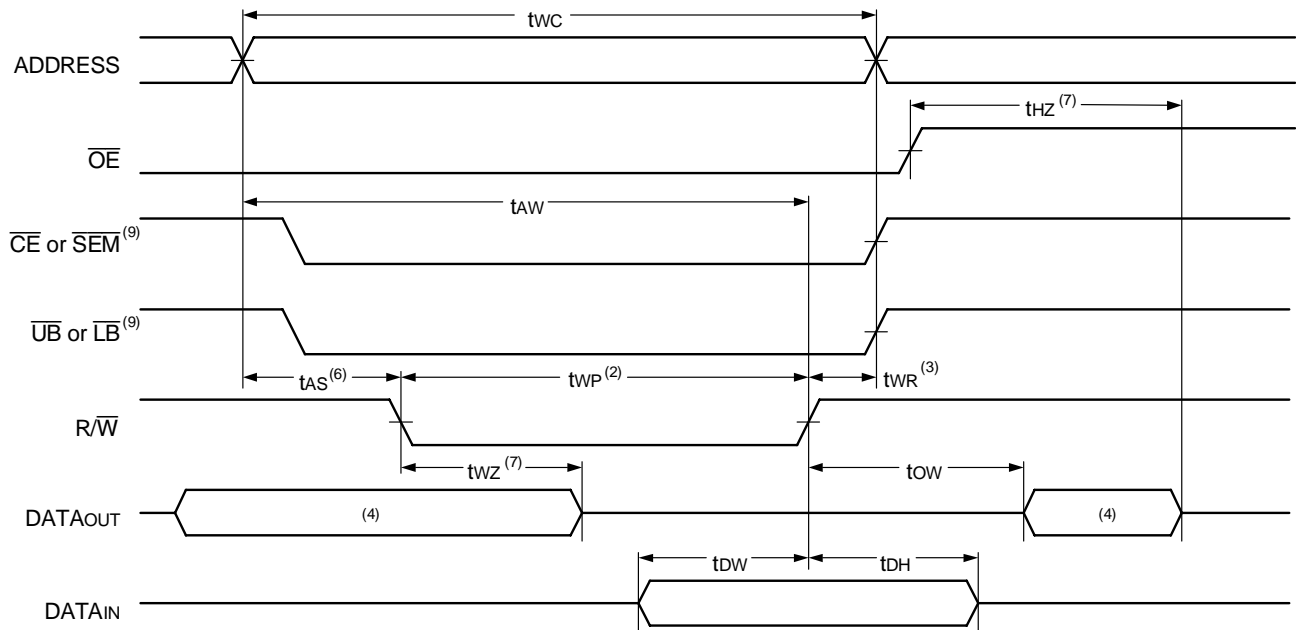 tWC
ADDRESS
tHZ (7)
OE
tAW
CE or SEM (9)
UB or LB (9)
tAS (6)
tWP (2)
tWR (3)
R/W
tWZ (7)
tOW
DATAOUT
(4)
(4)
tDW
tDH
DATAIN